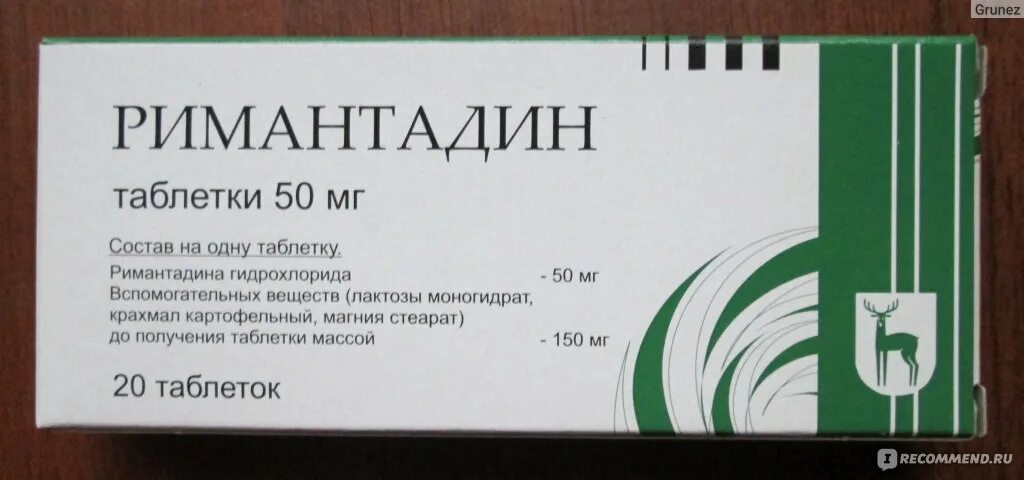 Grunez
РИМАНТАДИН
таблетки 50 мг
Состав на одну таблетку.
Римантадина гидрохлорида - 50 мг
Вспомогательных веществ (лактозы моногидрат,
крахмал картофельный, магния стеарат)
до получения таблетки массой - 150 мг
20 таблеток
IRECOMMEND.RU